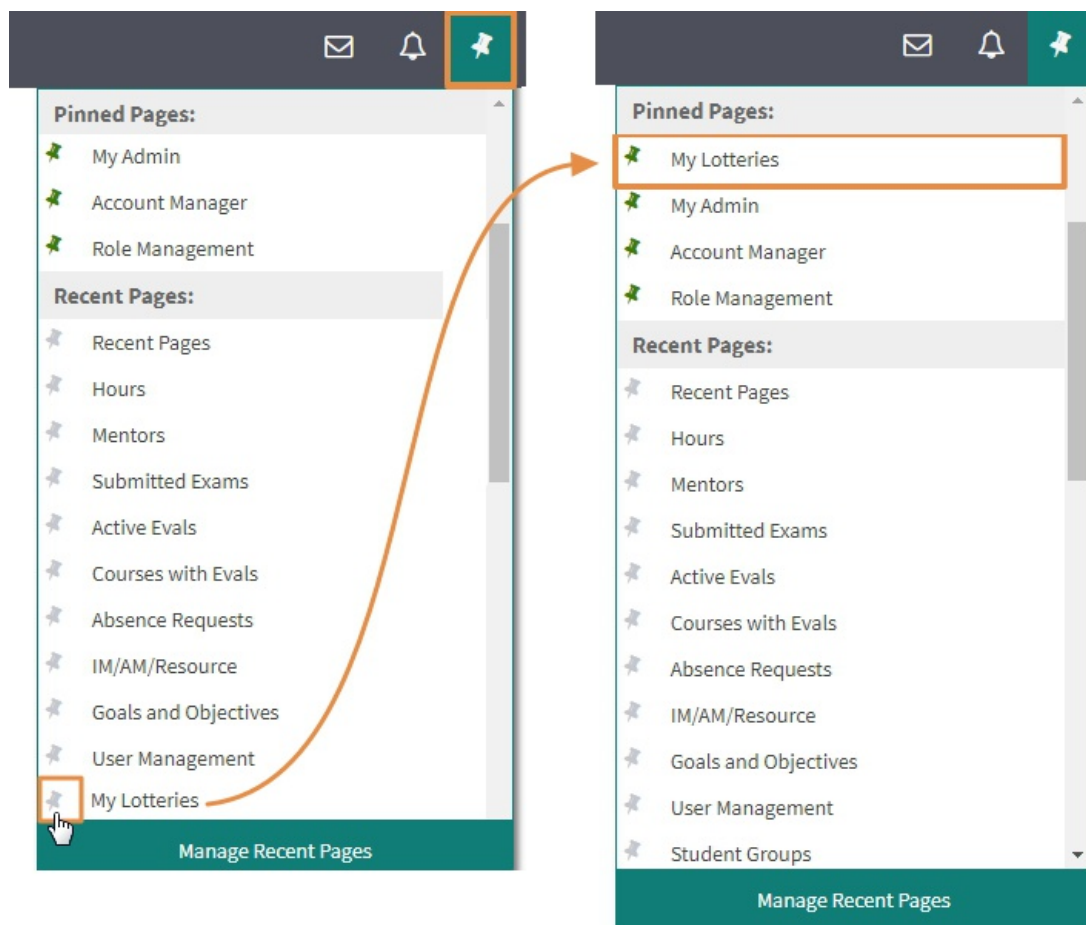 Pinned Pages:
My Admin
Account Manager
Role Management
Recent Pages:
Recent Pages
Hours
Mentors
Submitted Exams
Active Evals
Courses with Evals
Absence Requests
IM/AM/Resource
Goals and Objectives
User Management
My Lotteries
Manage Recent Pages
Pinned Pages:
My Lotteries
My Admin
Account Manager
Role Management
Recent Pages:
Recent Pages
Hours
Mentors
Submitted Exams
Active Evals
Courses with Evals
Absence Requests
IM/AM/Resource
Goals and Objectives
User Management
Student Groups
Manage Recent Pages